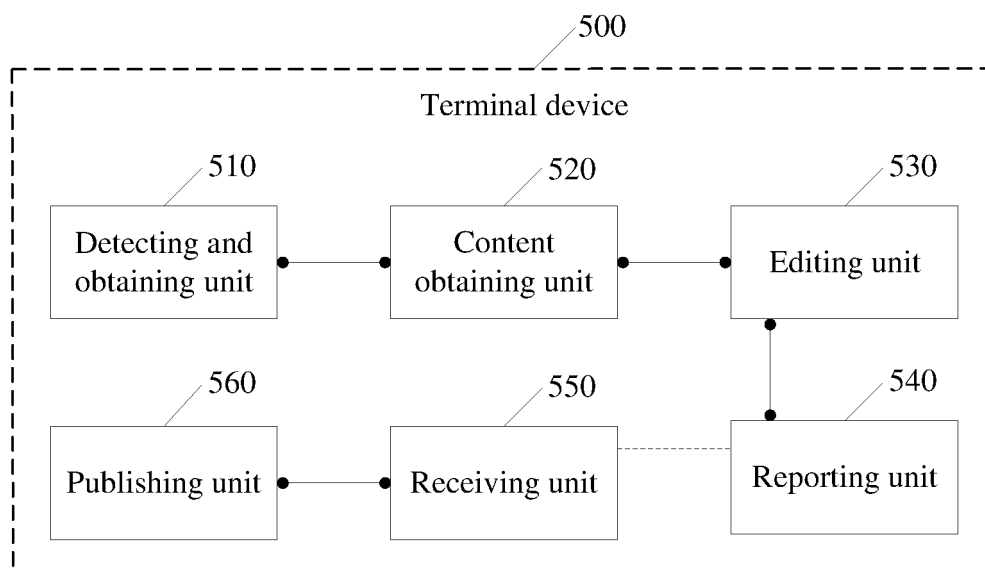 500
Terminal device
510
520
530
Detecting and
obtaining unit
Content
obtaining unit
Editing unit
560
550
540
Publishing unit
Receiving unit
Reporting unit